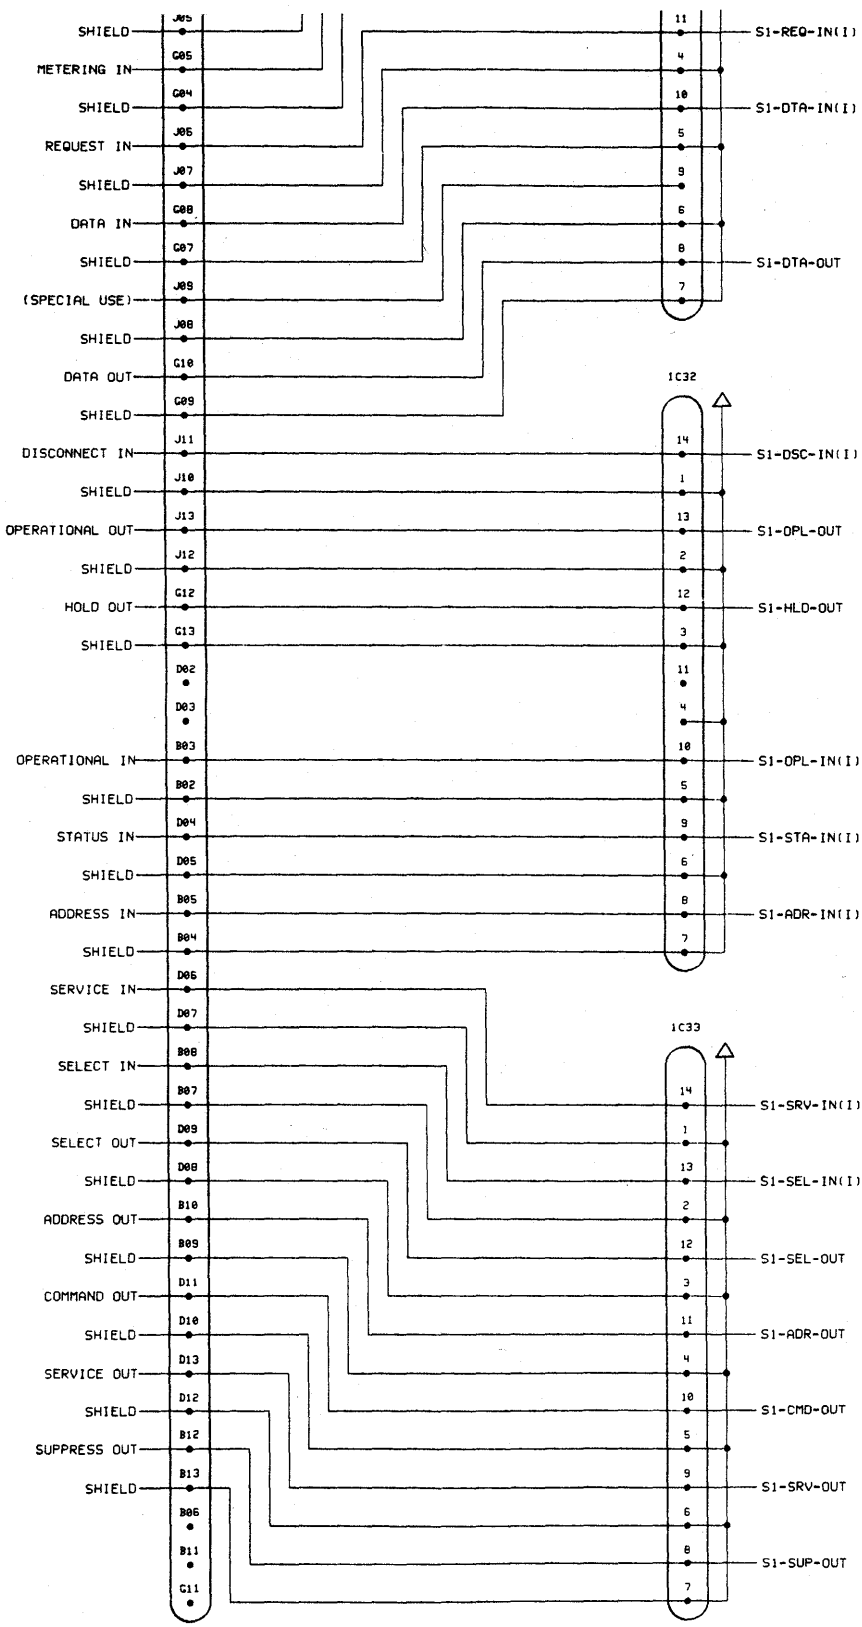 SHIELD J05 11 S1-REQ-IN(I)
METERING IN G05 4
SHIELD G04 10 S1-DTA-IN(I)
REQUEST IN J06 5
SHIELD J07 9
DATA IN G08 6
SHIELD G07 8 S1-DTA-OUT
(SPECIAL USE) J09 7
SHIELD J08
DATA OUT G10
1C32
SHIELD G09
DISCONNECT IN J11 14 S1-DSC-IN(I)
SHIELD J10 1
OPERATIONAL OUT J13 13 S1-OPL-OUT
SHIELD J12 2
HOLD OUT G12 12 S1-HLD-OUT
SHIELD G13 3
D02 11
D03 4
OPERATIONAL IN B03 10 S1-OPL-IN(I)
SHIELD B02 5
STATUS IN D04 9 S1-STA-IN(I)
SHIELD D05 6
ADDRESS IN B05 8 S1-ADR-IN(I)
SHIELD B04 7
SERVICE IN D06
SHIELD D07
1C33
SELECT IN B08
SHIELD B07 14 S1-SRV-IN(I)
SELECT OUT D09 1
SHIELD D08 13 S1-SEL-IN(I)
ADDRESS OUT B10 2
SHIELD B09 12 S1-SEL-OUT
COMMAND OUT D11 3
SHIELD D10 11 S1-ADR-OUT
SERVICE OUT D13 4
SHIELD D12 10 S1-CMD-OUT
SUPPRESS OUT B12 5
SHIELD B13 9 S1-SRV-OUT
B06 6
B11 8 S1-SUP-OUT
G11 7